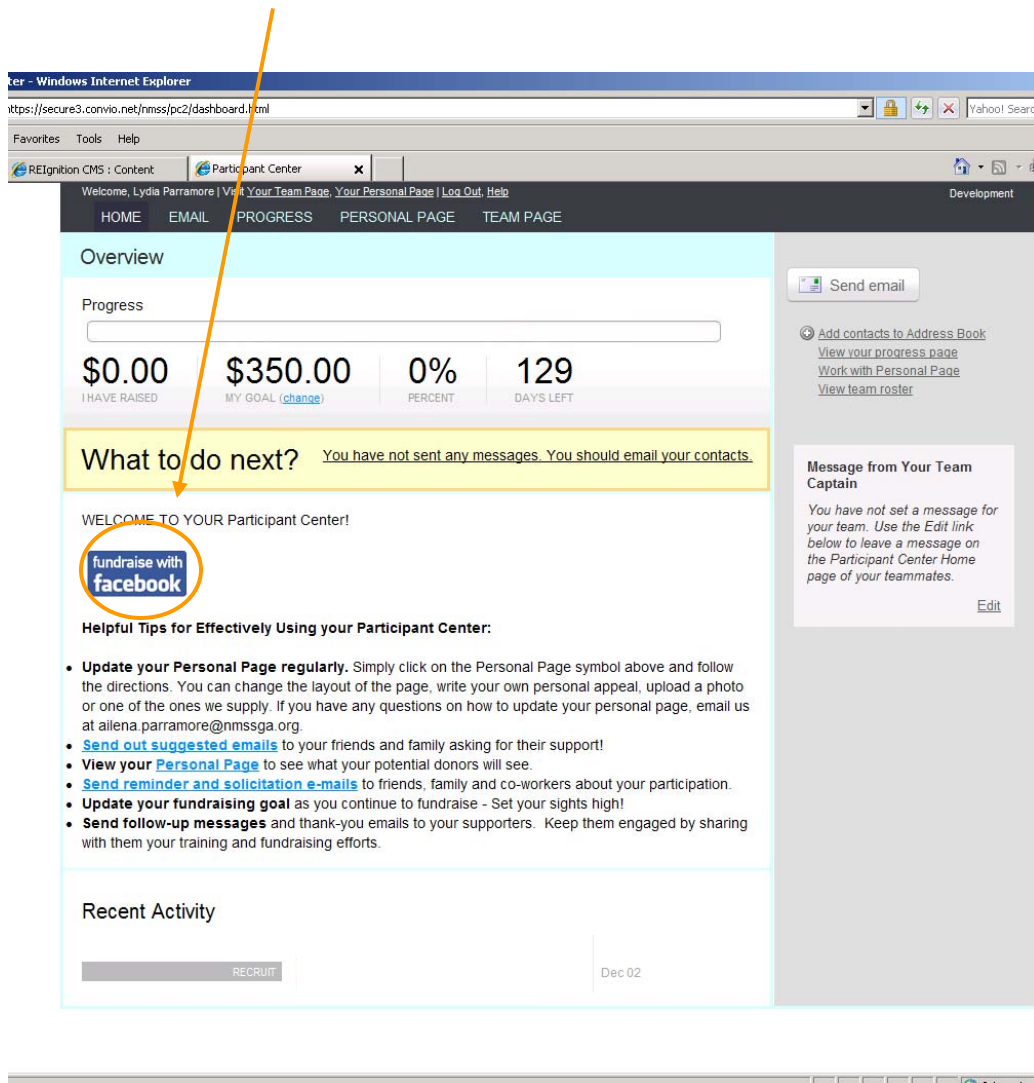 ter - Windows Internet Explorer
https://secure3.convio.net/nmss/pc2/dashboard.html
Yahoo! Searc
Favorites Tools Help
REIgnition CMS : Content
Participant Center
Welcome, Lydia Parramore | Visit Your Team Page, Your Personal Page | Log Out, Help
Development
HOME EMAIL PROGRESS PERSONAL PAGE TEAM PAGE
Overview
Progress
$0.00 $350.00 0% 129
I HAVE RAISED MY GOAL (change) PERCENT DAYS LEFT
What to do next? You have not sent any messages. You should email your contacts.
WELCOME TO YOUR Participant Center!
fundraise with
facebook
Helpful Tips for Effectively Using your Participant Center:
• Update your Personal Page regularly. Simply click on the Personal Page symbol above and follow
the directions. You can change the layout of the page, write your own personal appeal, upload a photo
or one of the ones we supply. If you have any questions on how to update your personal page, email us
at ailena.parramore@nmssga.org.
• Send out suggested emails to your friends and family asking for their support!
• View your Personal Page to see what your potential donors will see.
• Send reminder and solicitation e-mails to friends, family and co-workers about your participation.
• Update your fundraising goal as you continue to fundraise - Set your sights high!
• Send follow-up messages and thank-you emails to your supporters. Keep them engaged by sharing
with them your training and fundraising efforts.
Recent Activity
RECRUIT
Dec 02
Send email
Add contacts to Address Book
View your progress page
Work with Personal Page
View team roster
Message from Your Team
Captain
You have not set a message for
your team. Use the Edit link
below to leave a message on
the Participant Center Home
page of your teammates.
Edit